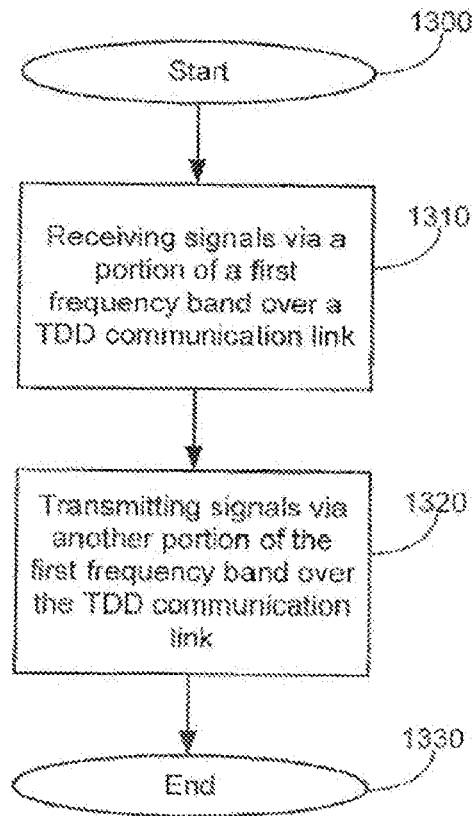 1300
Start
1310
Receiving signals via a
portion of a first
frequency band over a
TDD communication link
1320
Transmitting signals via
another portion of the
first frequency band over
the TDD communication
link
1330
End